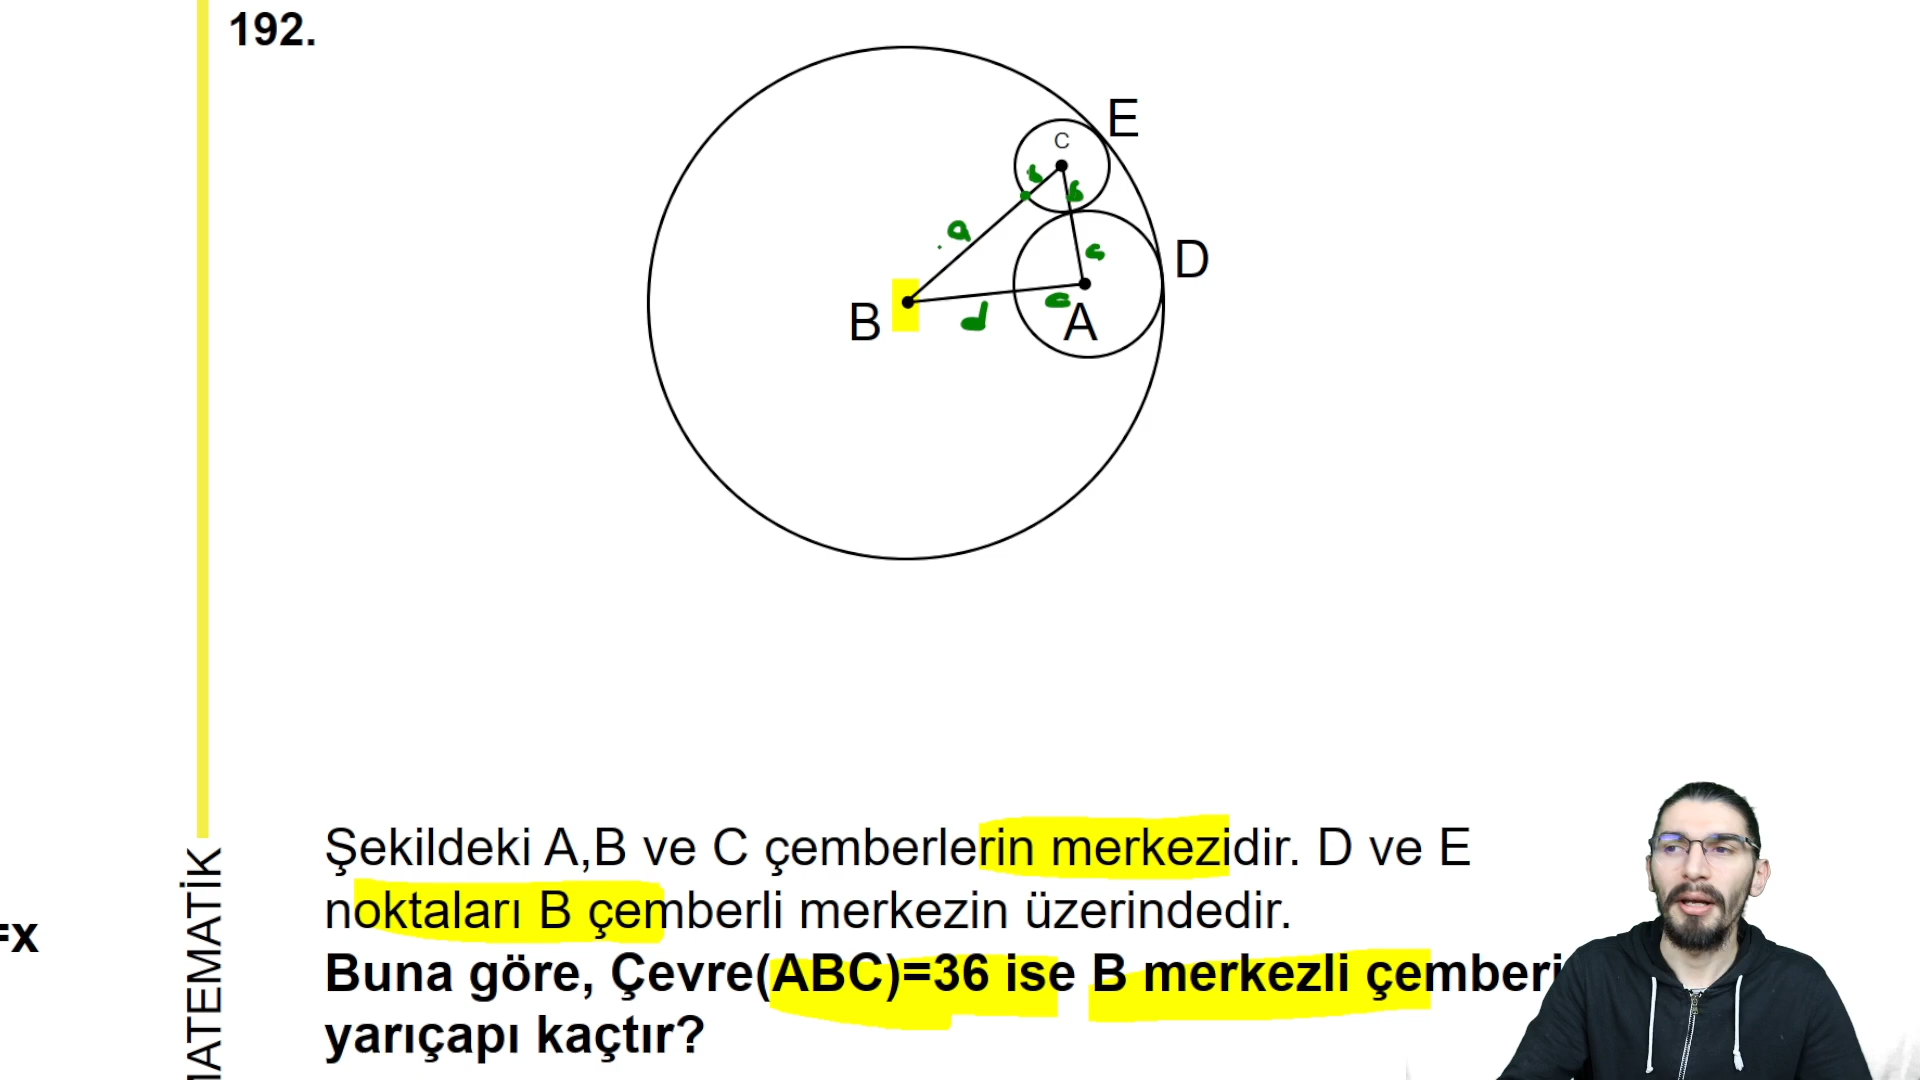 192.
E
C
b
b
a
c
D
B
d
c
A
Şekildeki A,B ve C çemberlerin merkezidir. D ve E
noktaları B çemberli merkezin üzerindedir.
Buna göre, Çevre(ABC)=36 ise B merkezli çemberi
yarıçapı kaçtır?
=x
MATEMATİK